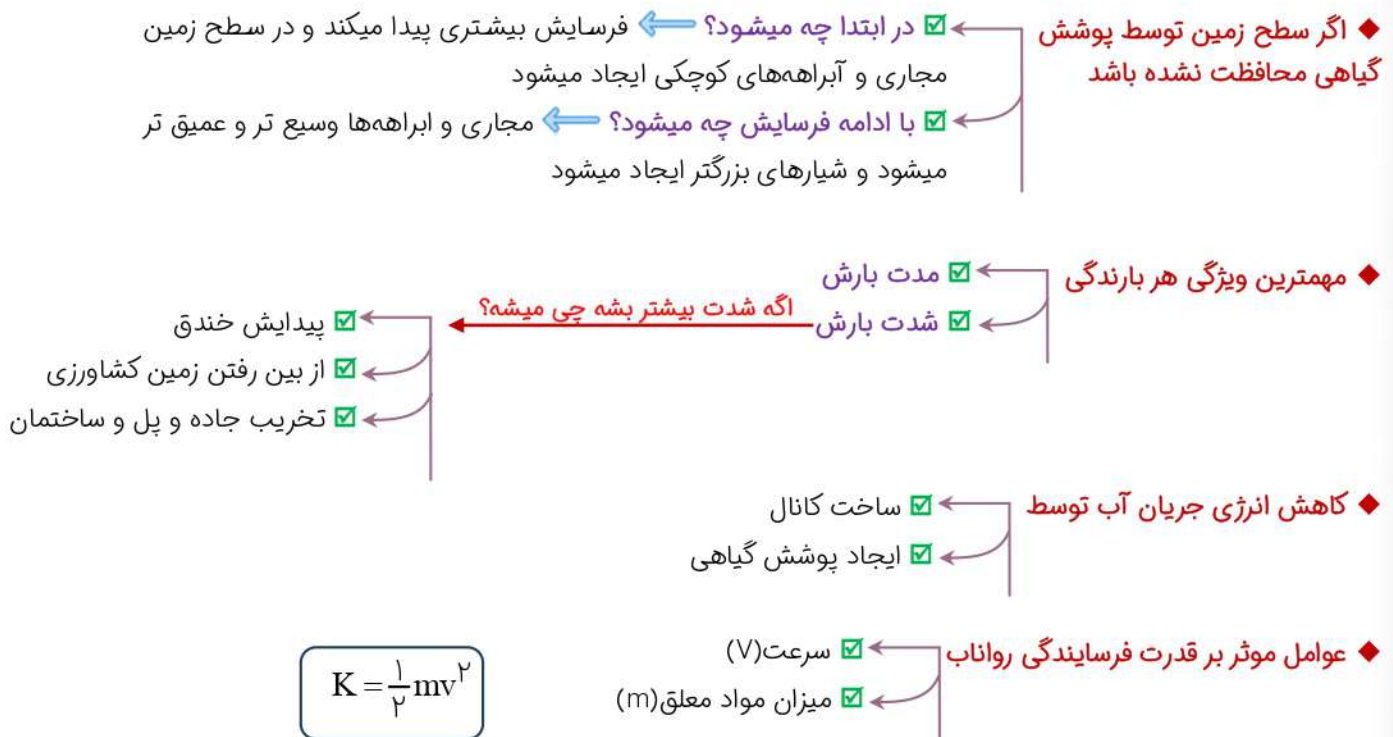 ◆ اگر سطح زمین توسط پوشش
گیاهی محافظت نشده باشد
☑ در ابتدا چه میشود؟ ⇐ فرسایش بیشتری پیدا میکند و در سطح زمین
مجاری و آبراهه‌های کوچکی ایجاد میشود
☑ با ادامه فرسایش چه میشود؟ ⇐ مجاری و ابراهه‌ها وسیع تر و عمیق تر
میشود و شیارهای بزرگتر ایجاد میشود
◆ مهمترین ویژگی هر بارندگی
☑ مدت بارش
☑ شدت بارش
اگه شدت بیشتر بشه چی میشه؟
☑ پیدایش خندق
☑ از بین رفتن زمین کشاورزی
☑ تخریب جاده و پل و ساختمان
◆ کاهش انرژی جریان آب توسط
☑ ساخت کانال
☑ ایجاد پوشش گیاهی
◆ عوامل موثر بر قدرت فرسایندگی رواناب
☑ سرعت(V)
☑ میزان مواد معلق(m)
K = ۱/۲ mv^۲